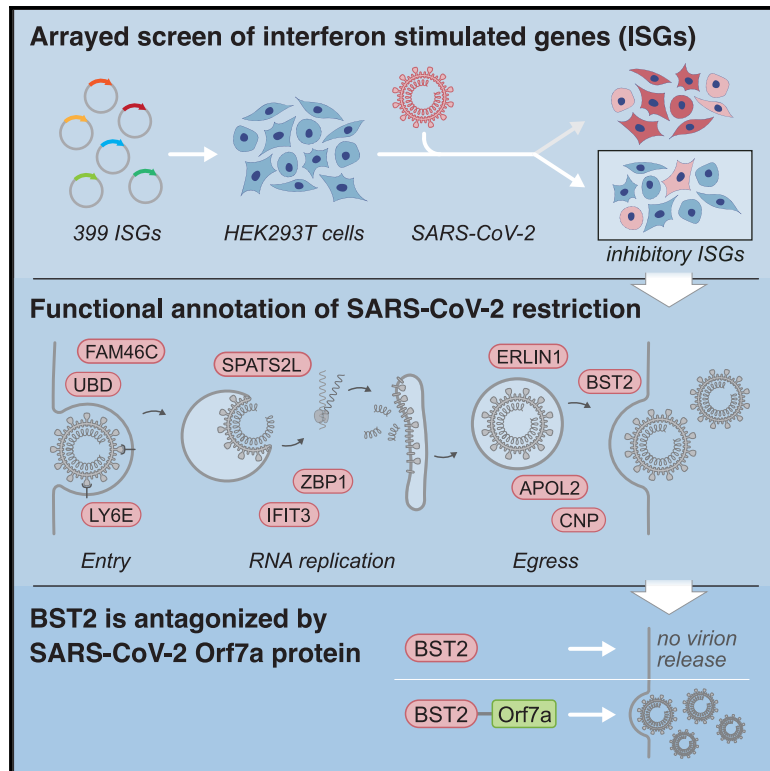 Arrayed screen of interferon stimulated genes (ISGs)
399 ISGs
HEK293T cells
SARS-CoV-2
inhibitory ISGs
Functional annotation of SARS-CoV-2 restriction
FAM46C
UBD
LY6E
SPATS2L
ZBP1
IFIT3
ERLIN1
BST2
APOL2
CNP
Entry
RNA replication
Egress
BST2 is antagonized by
SARS-CoV-2 Orf7a protein
BST2
no virion
release
BST2
Orf7a